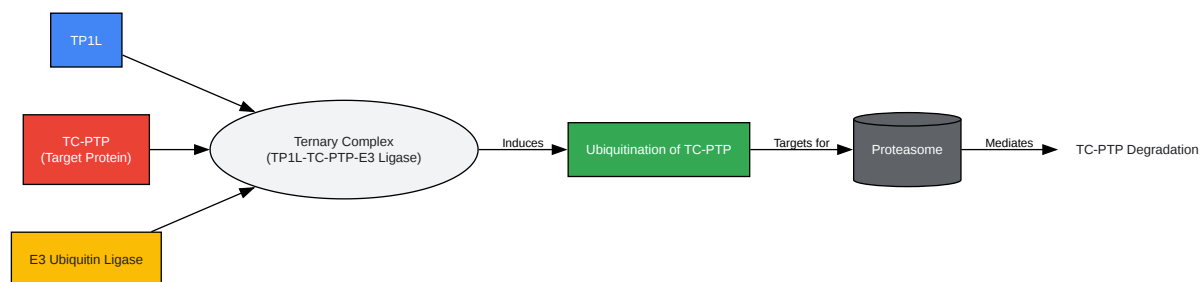 TP1L
TC-PTP
(Target Protein)
E3 Ubiquitin Ligase
Ternary Complex
(TP1L-TC-PTP-E3 Ligase)
Induces
Ubiquitination of TC-PTP
Targets for
Proteasome
Mediates
TC-PTP Degradation